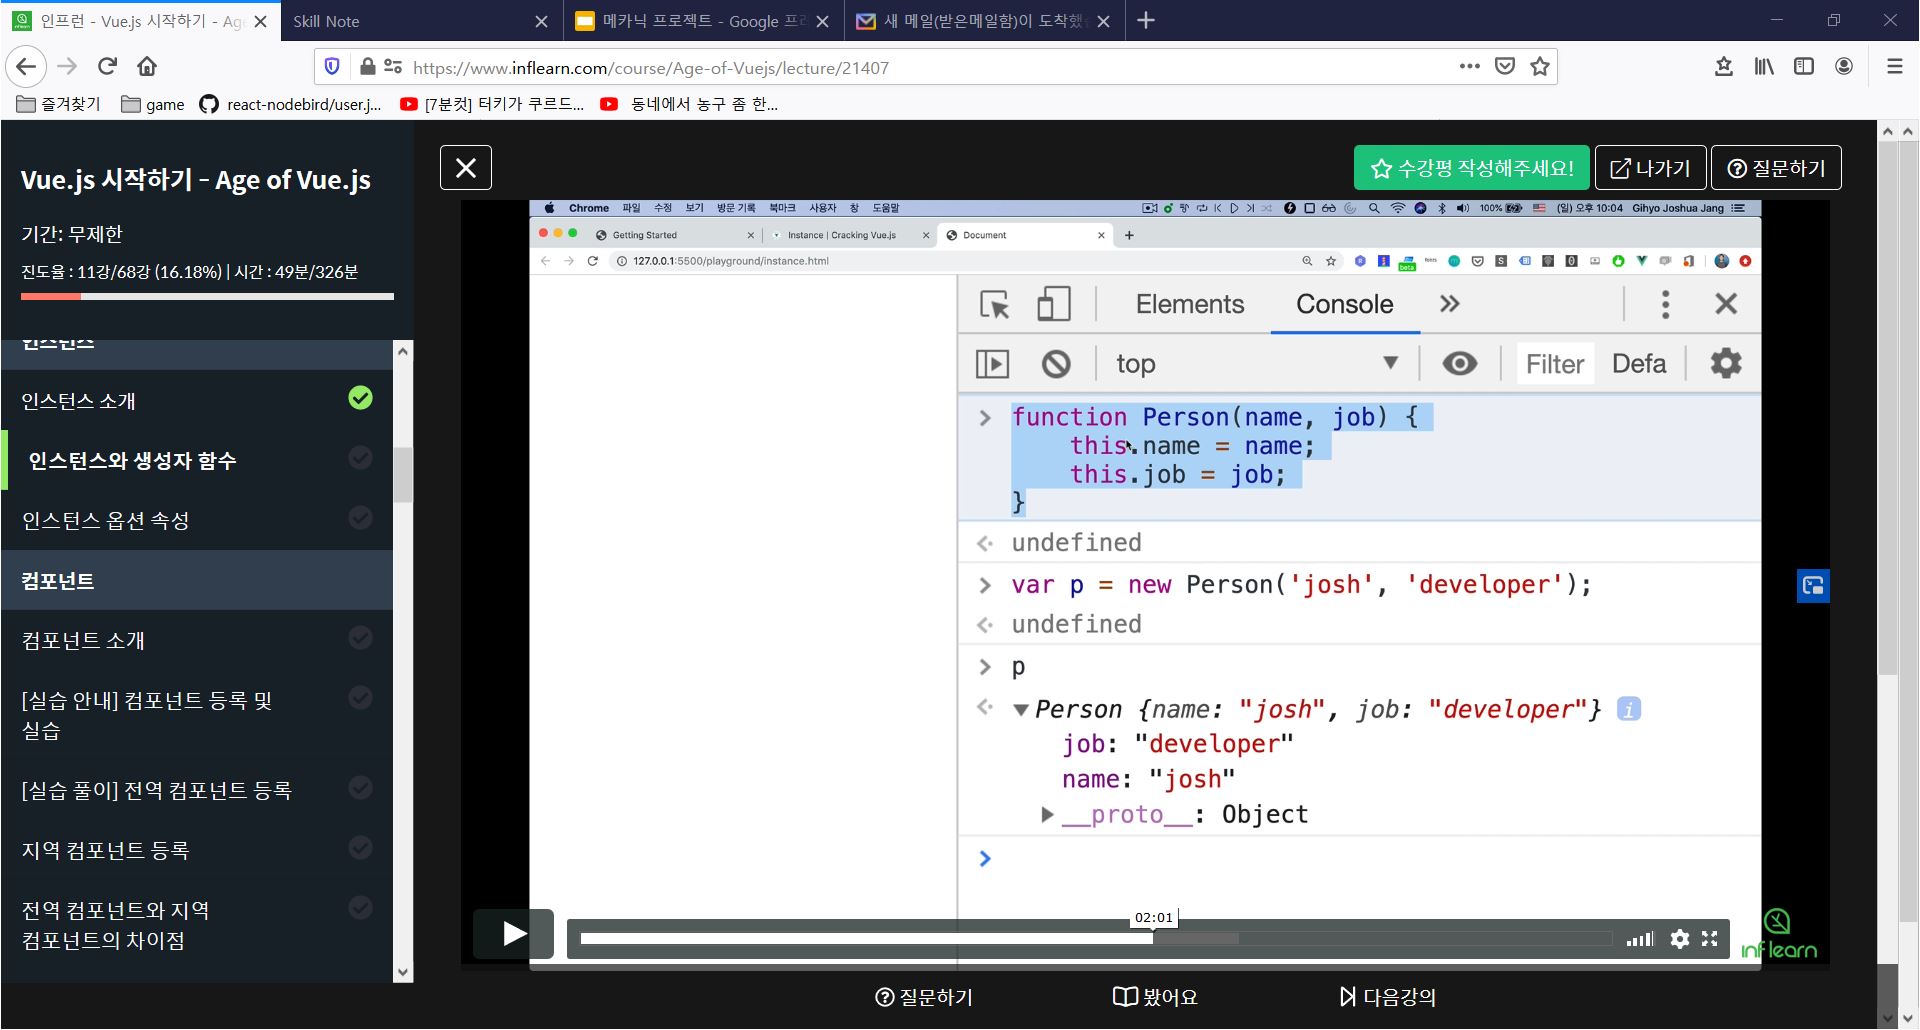 인프런 - Vue.js 시작하기 - Age
Skill Note
메카닉 프로젝트 - Google 프레
새 메일(받은메일함)이 도착했
https://www.inflearn.com/course/Age-of-Vuejs/lecture/21407
즐겨찾기
game
react-nodebird/user.j...
[7분컷] 터키가 쿠르드...
동네에서 농구 좀 한...
Vue.js 시작하기 - Age of Vue.js
기간: 무제한
진도율 : 11강/68강 (16.18%) | 시간 : 49분/326분
인스턴스
인스턴스 소개
인스턴스와 생성자 함수
인스턴스 옵션 속성
컴포넌트
컴포넌트 소개
[실습 안내] 컴포넌트 등록 및
실습
[실습 풀이] 전역 컴포넌트 등록
지역 컴포넌트 등록
전역 컴포넌트와 지역
컴포넌트의 차이점
수강평 작성해주세요!
나가기
질문하기
Chrome 파일 수정 보기 방문 기록 북마크 사용자 창 도움말
100% (일) 오후 10:04 Gihyo Joshua Jang
Getting Started
Instance | Cracking Vue.js
Document
127.0.0.1:5500/playground/instance.html
beta
Elements
Console
top
Filter
Defa
function Person(name, job) {
this.name = name;
this.job = job;
}
undefined
var p = new Person('josh', 'developer');
undefined
p
Person {name: "josh", job: "developer"}
job: "developer"
name: "josh"
__proto__: Object
02:01
inflearn
질문하기
봤어요
다음강의